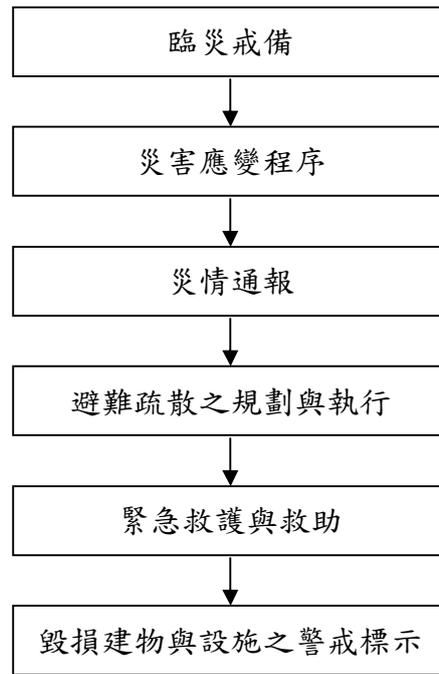 臨災戒備
災害應變程序
災情通報
避難疏散之規劃與執行
緊急救護與救助
毀損建物與設施之警戒標示